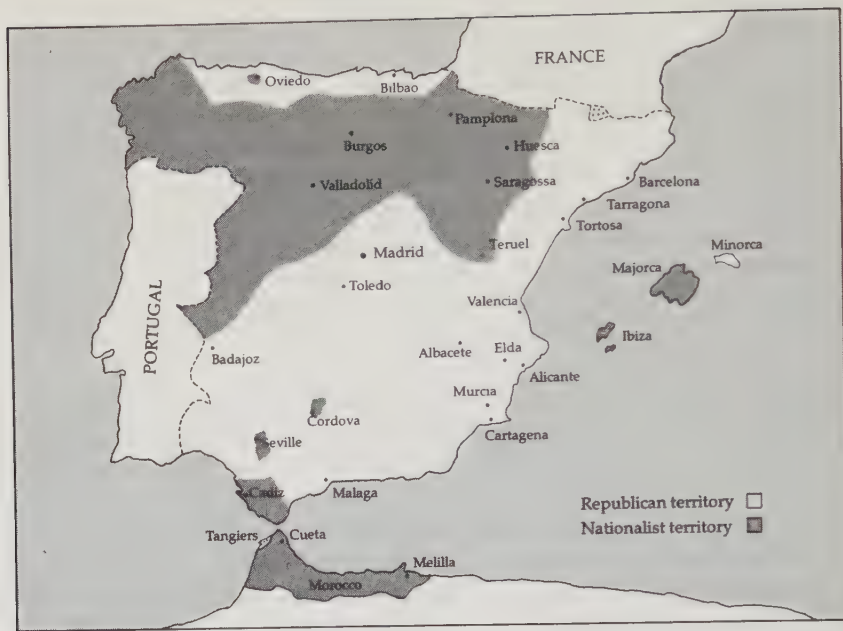 FRANCE
Oviedo
Bilbao
Pamplona
Burgos
Huesca
Valladolid
Saragossa
Barcelona
Tarragona
Tortosa
Teruel
Madrid
Minorca
Majorca
Toledo
PORTUGAL
Valencia
Ibiza
Badajoz
Albacete
Elda
Alicante
Murcia
Cordova
Seville
Cartagena
Cadiz
Malaga
Republican territory
Nationalist territory
Tangiers
Cueta
Melilla
Morocco